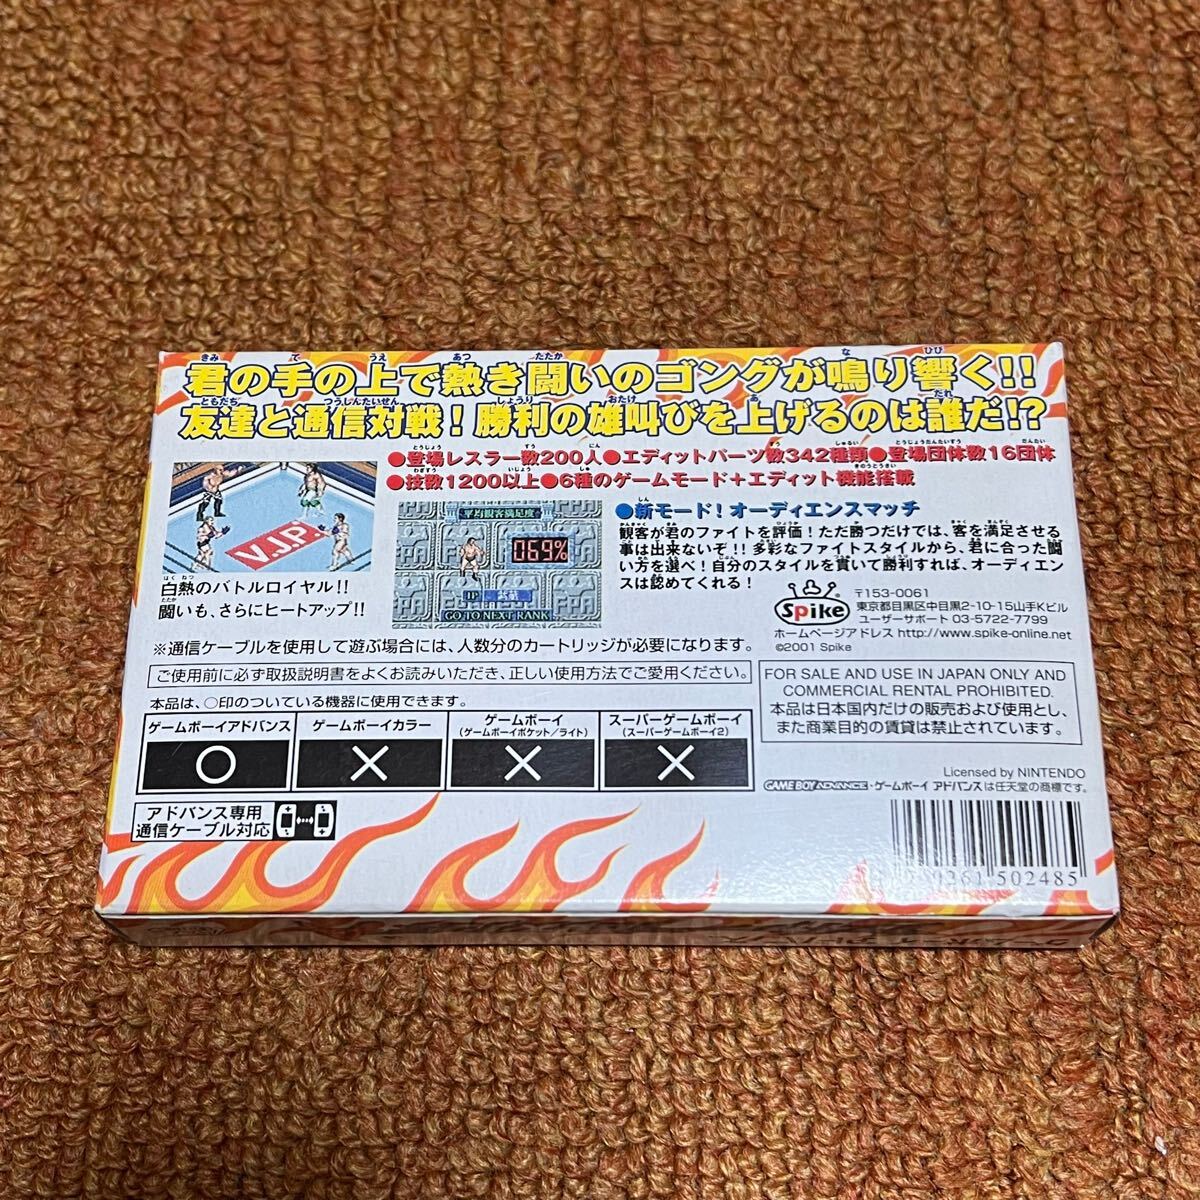 君の手の上で熱き闘いのゴングが鳴り響く!!
友達と通信対戦!勝利の雄叫びを上げるのは誰だ!?
●登場レスラー数200人●エディットパーツ数342種類●登場団体数16団体
●技数1200以上●6種のゲームモード+エディット機能搭載
V.J.P.
白熱のバトルロイヤル!!
闘いも、さらにヒートアップ!!
平均観客満足度
069%
GO TO NEXT RANK
●新モード!オーディエンスマッチ
観客が君のファイトを評価!ただ勝つだけでは、客を満足させる
事は出来ないぞ!!多彩なファイトスタイルから、君に合った闘
い方を選べ!自分のスタイルを貫いて勝利すれば、オーディエン
スは認めてくれる!
Spike
〒153-0061
東京都目黒区中目黒2-10-15山手Kビル
ユーザーサポート 03-5722-7799
ホームページアドレス http://www.spike-online.net
©2001 Spike
※通信ケーブルを使用して遊ぶ場合には、人数分のカートリッジが必要になります。
ご使用前に必ず取扱説明書をよくお読みいただき、正しい使用方法でご愛用ください。
本品は、○印のついている機器に使用できます。
ゲームボーイアドバンス
ゲームボーイカラー
ゲームボーイ
(ゲームボーイポケット/ライト)
スーパーゲームボーイ
(スーパーゲームボーイ2)
○
×
×
×
FOR SALE AND USE IN JAPAN ONLY AND
COMMERCIAL RENTAL PROHIBITED.
本品は日本国内だけの販売および使用とし、
また商業目的の賃貸は禁止されています。
Licensed by NINTENDO
GAME BOY ADVANCE・ゲームボーイ アドバンスは任天堂の商標です。
アドバンス専用
通信ケーブル対応
502485